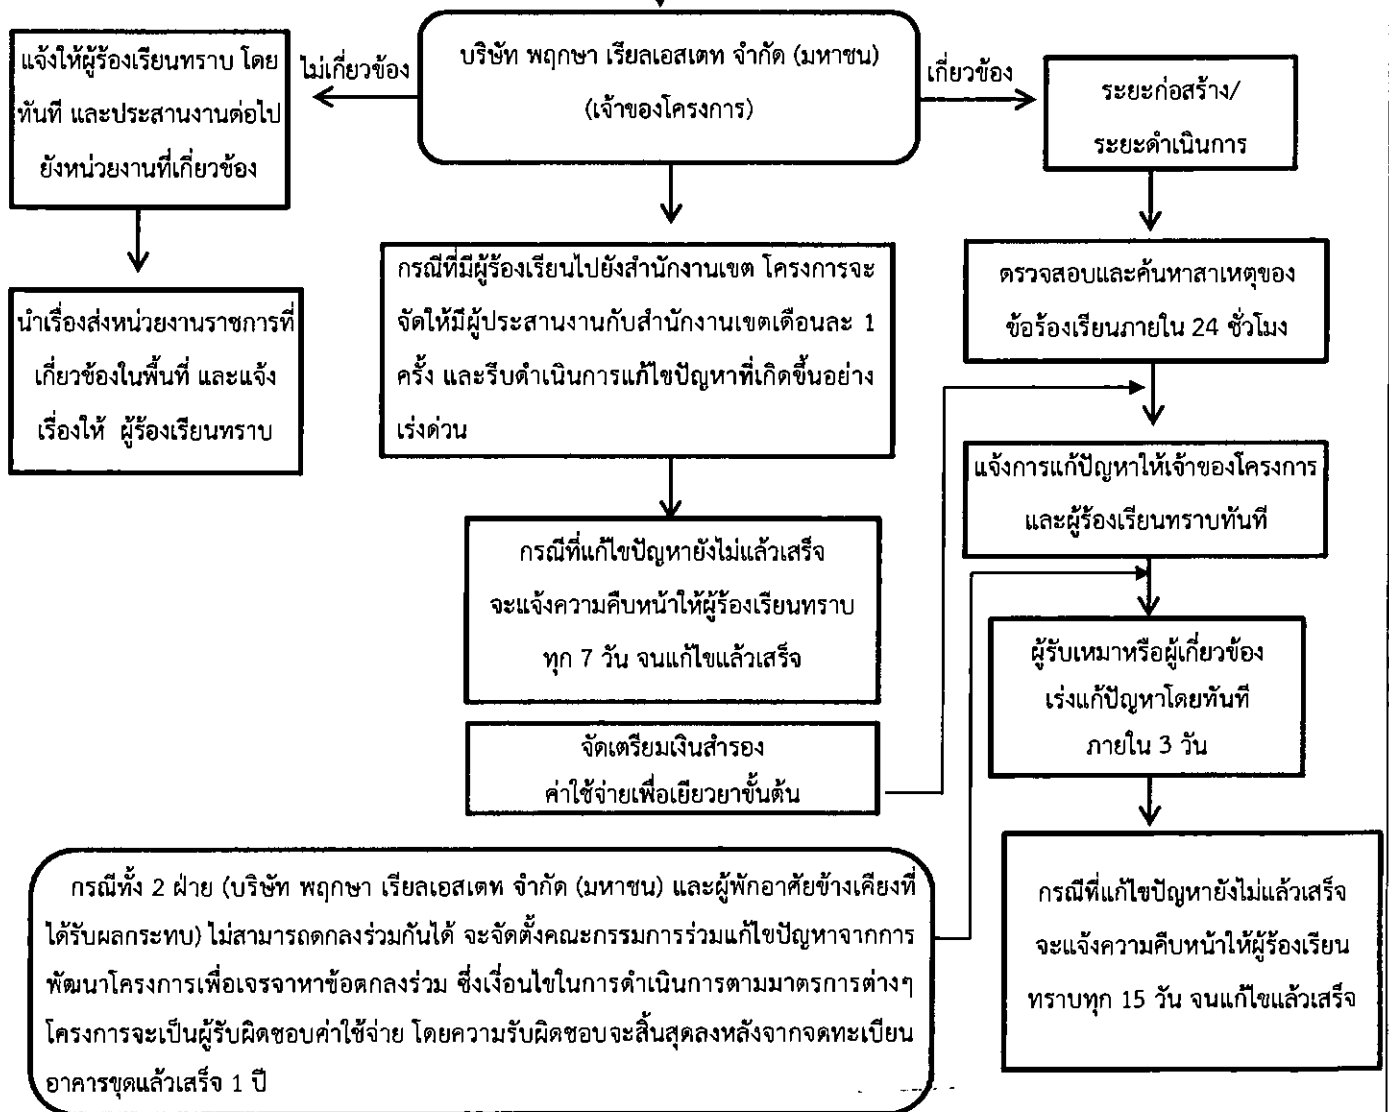 บริษัท พฤกษา เรียลเอสเตท จำกัด (มหาชน)
(เจ้าของโครงการ)
ไม่เกี่ยวข้อง
เกี่ยวข้อง
แจ้งให้ผู้ร้องเรียนทราบ โดย
ทันที และประสานงานต่อไป
ยังหน่วยงานที่เกี่ยวข้อง
นำเรื่องส่งหน่วยงานราชการที่
เกี่ยวข้องในพื้นที่ และแจ้ง
เรื่องให้ ผู้ร้องเรียนทราบ
กรณีที่มีผู้ร้องเรียนไปยังสำนักงานเขต โครงการจะ
จัดให้มีผู้ประสานงานกับสำนักงานเขตเดือนละ 1
ครั้ง และรีบดำเนินการแก้ไขปัญหาที่เกิดขึ้นอย่าง
เร่งด่วน
กรณีที่แก้ไขปัญหายังไม่แล้วเสร็จ
จะแจ้งความคืบหน้าให้ผู้ร้องเรียนทราบ
ทุก 7 วัน จนแก้ไขแล้วเสร็จ
จัดเตรียมเงินสำรอง
ค่าใช้จ่ายเพื่อเยียวยาขั้นต้น
ระยะก่อสร้าง/
ระยะดำเนินการ
ตรวจสอบและค้นหาสาเหตุของ
ข้อร้องเรียนภายใน 24 ชั่วโมง
แจ้งการแก้ปัญหาให้เจ้าของโครงการ
และผู้ร้องเรียนทราบทันที
ผู้รับเหมาหรือผู้เกี่ยวข้อง
เร่งแก้ปัญหาโดยทันที
ภายใน 3 วัน
กรณีที่แก้ไขปัญหายังไม่แล้วเสร็จ
จะแจ้งความคืบหน้าให้ผู้ร้องเรียน
ทราบทุก 15 วัน จนแก้ไขแล้วเสร็จ
กรณีทั้ง 2 ฝ่าย (บริษัท พฤกษา เรียลเอสเตท จำกัด (มหาชน) และผู้พักอาศัยข้างเคียงที่
ได้รับผลกระทบ) ไม่สามารถตกลงร่วมกันได้ จะจัดตั้งคณะกรรมการร่วมแก้ไขปัญหาจากการ
พัฒนาโครงการเพื่อเจรจาหาข้อตกลงร่วม ซึ่งเงื่อนไขในการดำเนินการตามมาตรการต่างๆ
โครงการจะเป็นผู้รับผิดชอบค่าใช้จ่าย โดยความรับผิดชอบจะสิ้นสุดลงหลังจากจดทะเบียน
อาคารชุดแล้วเสร็จ 1 ปี